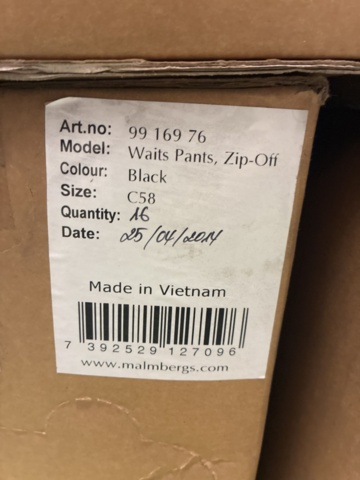 Art.no: 99 169 76
Model: Waits Pants, Zip-Off
Colour: Black
Size: C58
Quantity: 16
Date: 25/04/2014
Made in Vietnam
7 392529 127096
www.malmbergs.com